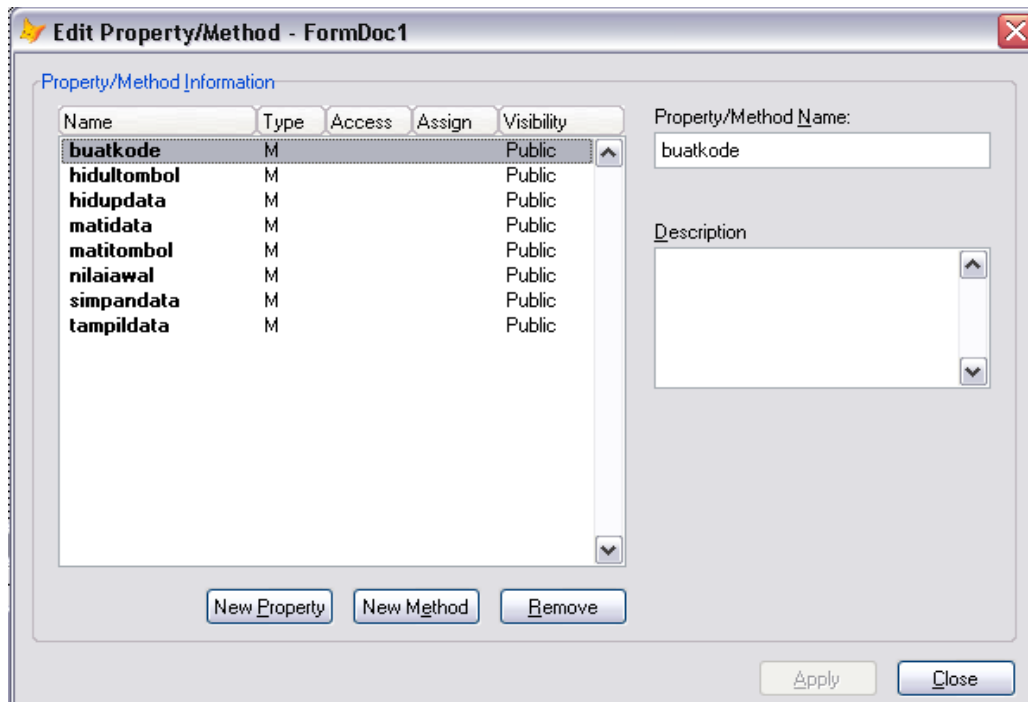 Edit Property/Method - FormDoc1
Property/Method Information
Name Type Access Assign Visibility
buatkode M Public
hidultombol M Public
hidupdata M Public
matidata M Public
matitombol M Public
nilaiawal M Public
simpandata M Public
tampildata M Public
Property/Method Name:
buatkode
Description
New Property New Method Remove
Apply Close